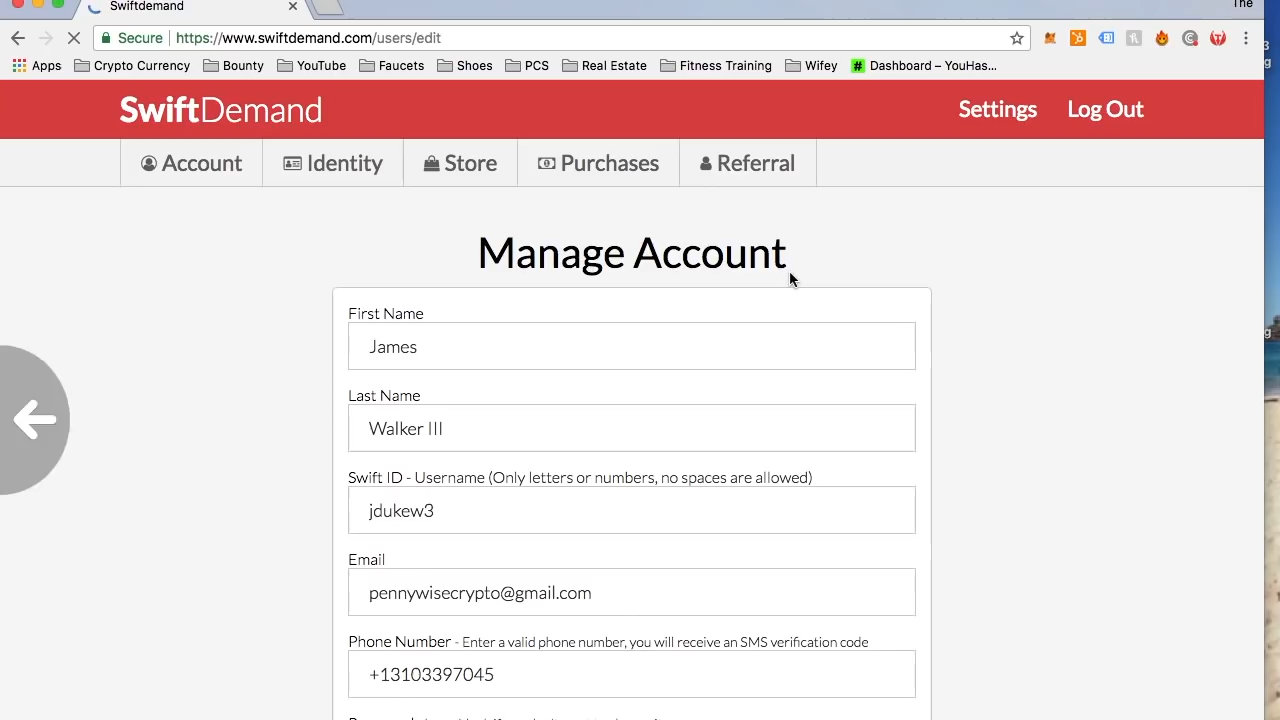 Swiftdemand
The
Secure https://www.swiftdemand.com/users/edit
Apps Crypto Currency Bounty YouTube Faucets Shoes PCS Real Estate Fitness Training Wifey # Dashboard – YouHas...
SwiftDemand Settings Log Out
Account Identity Store Purchases Referral
Manage Account
First Name
James
Last Name
Walker III
Swift ID - Username (Only letters or numbers, no spaces are allowed)
jdukew3
Email
pennywisecrypto@gmail.com
Phone Number - Enter a valid phone number, you will receive an SMS verification code
+13103397045